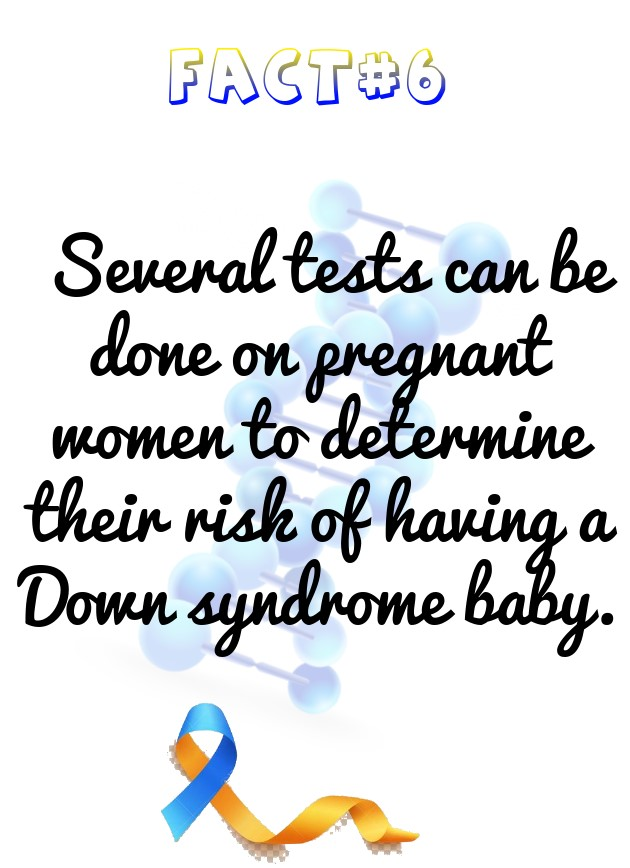 FACT#6
Several tests can be
done on pregnant
women to determine
their risk of having a
Down syndrome baby.